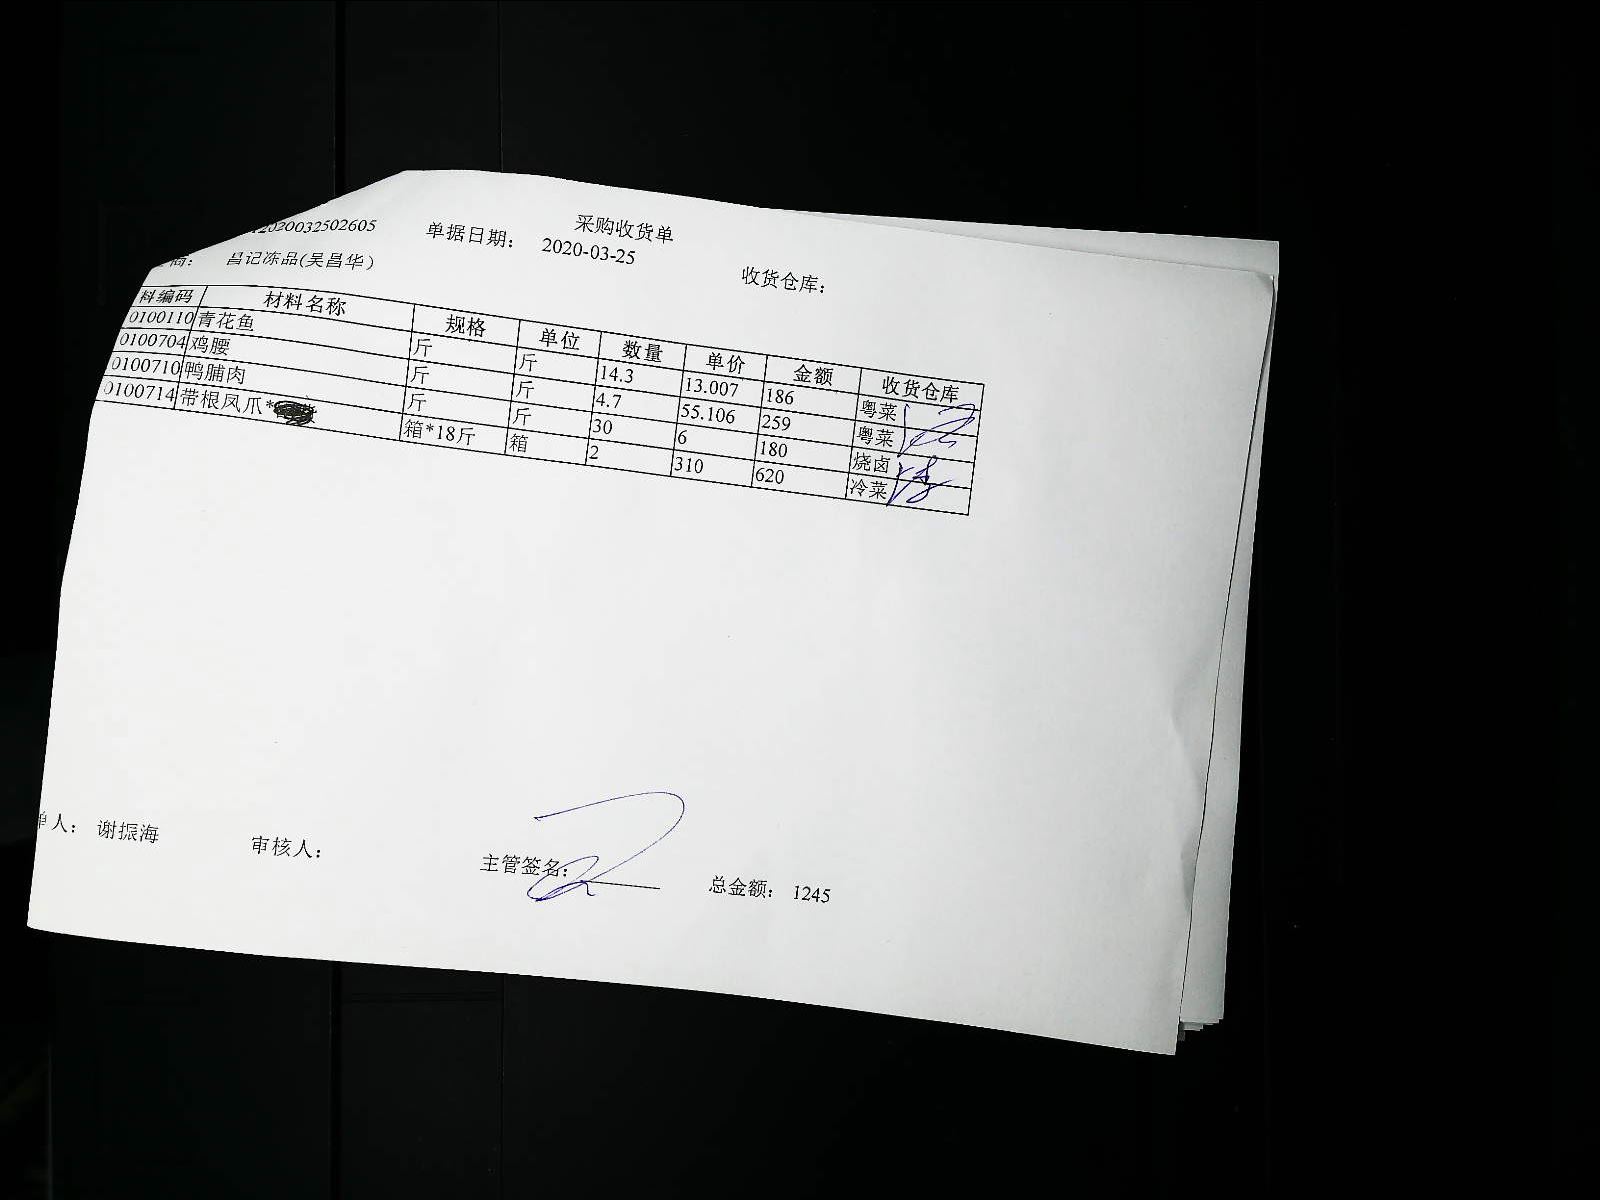 采购收货单
2020032502605 单据日期： 2020-03-25
商： 昌记冻品(吴昌华) 收货仓库：
料编码 材料名称 规格 单位 数量 单价 金额 收货仓库
0100110 青花鱼 斤 斤 14.3 13.007 186 粤菜
0100704 鸡腰 斤 斤 4.7 55.106 259 粤菜
0100710 鸭脯肉 斤 斤 30 6 180 烧卤
0100714 带根凤爪* 箱*18斤 箱 2 310 620 冷菜
单人： 谢振海 审核人： 主管签名： 总金额： 1245